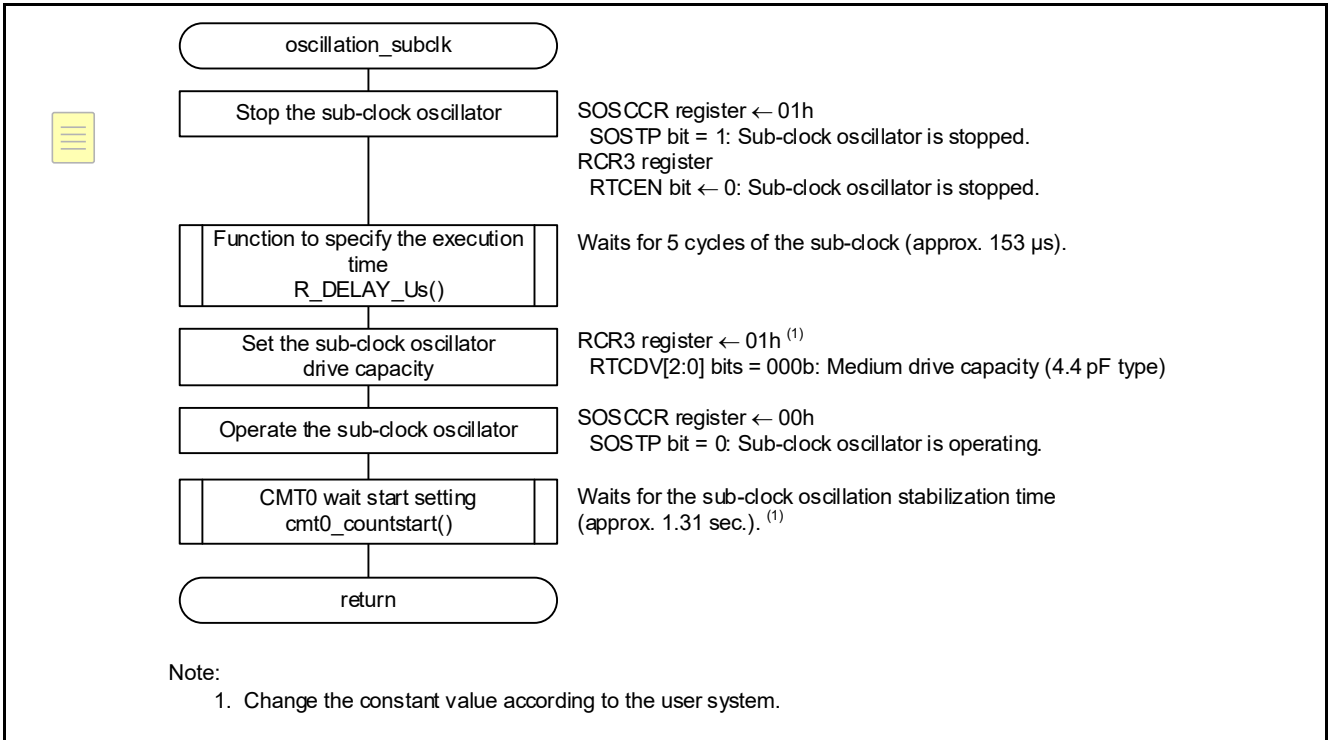 oscillation_subclk
Stop the sub-clock oscillator
SOSCCR register ← 01h
SOSTP bit = 1: Sub-clock oscillator is stopped.
RCR3 register
RTCEN bit ← 0: Sub-clock oscillator is stopped.
Function to specify the execution
time
R_DELAY_Us()
Waits for 5 cycles of the sub-clock (approx. 153 µs).
Set the sub-clock oscillator
drive capacity
RCR3 register ← 01h (1)
RTCDV[2:0] bits = 000b: Medium drive capacity (4.4 pF type)
Operate the sub-clock oscillator
SOSCCR register ← 00h
SOSTP bit = 0: Sub-clock oscillator is operating.
CMT0 wait start setting
cmt0_countstart()
Waits for the sub-clock oscillation stabilization time
(approx. 1.31 sec.). (1)
return
Note:
1. Change the constant value according to the user system.